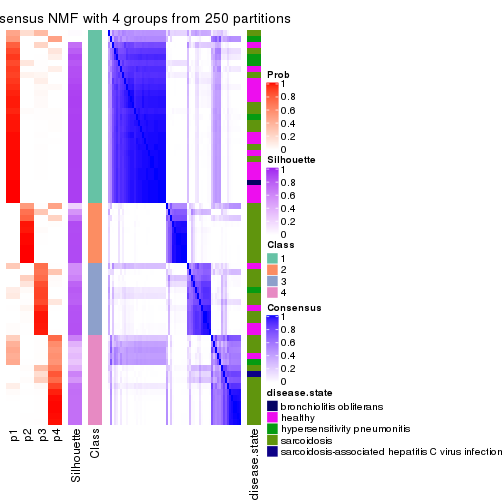 sensus NMF with 4 groups from 250 partitions
Prob
1
0.8
0.6
0.4
0.2
0
Silhouette
1
0.8
0.6
0.4
0.2
0
Class
1
2
3
4
Consensus
1
0.8
0.6
0.4
0.2
0
disease.state
bronchiolitis obliterans
healthy
hypersensitivity pneumonitis
sarcoidosis
sarcoidosis-associated hepatitis C virus infection
p1
p2
p3
p4
Silhouette
Class
disease.state